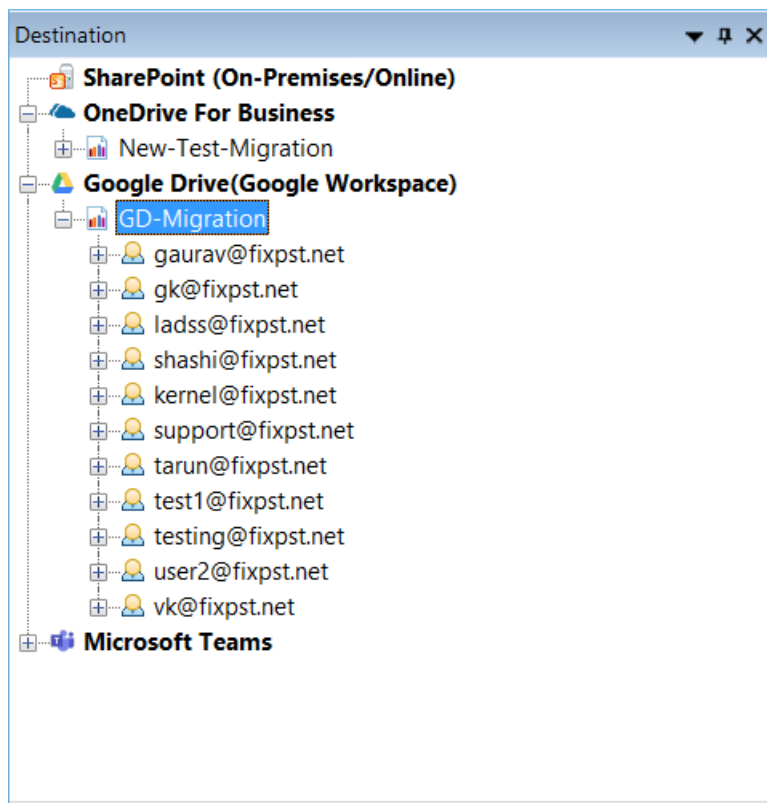 Destination
SharePoint (On-Premises/Online)
OneDrive For Business
New-Test-Migration
Google Drive(Google Workspace)
GD-Migration
gaurav@fixpst.net
gk@fixpst.net
ladss@fixpst.net
shashi@fixpst.net
kernel@fixpst.net
support@fixpst.net
tarun@fixpst.net
test1@fixpst.net
testing@fixpst.net
user2@fixpst.net
vk@fixpst.net
Microsoft Teams